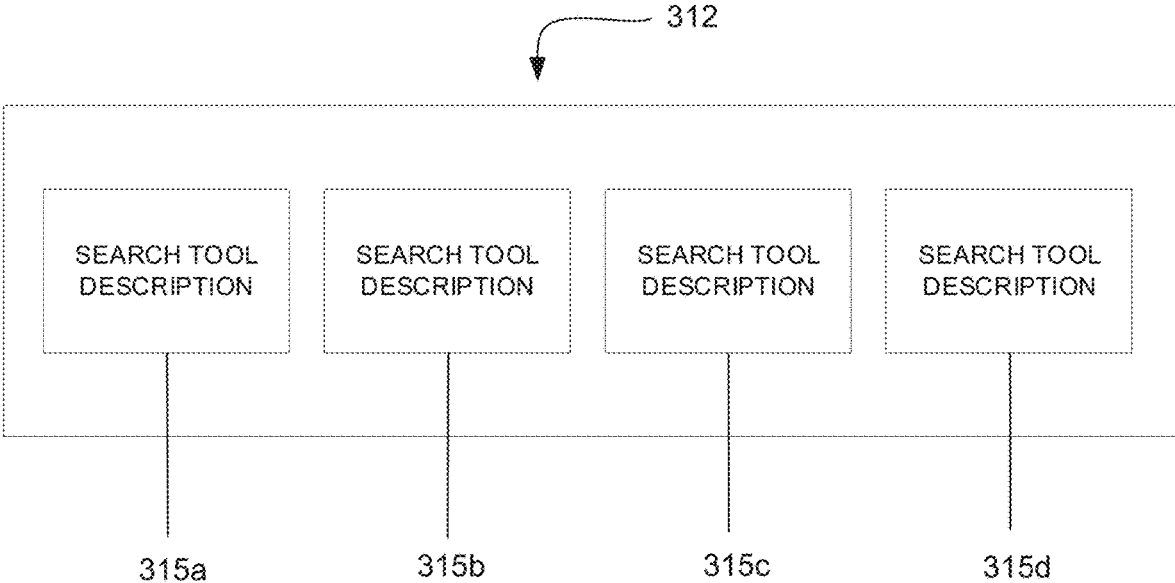 312
SEARCH TOOL
DESCRIPTION
SEARCH TOOL
DESCRIPTION
SEARCH TOOL
DESCRIPTION
SEARCH TOOL
DESCRIPTION
315a
315b
315c
315d